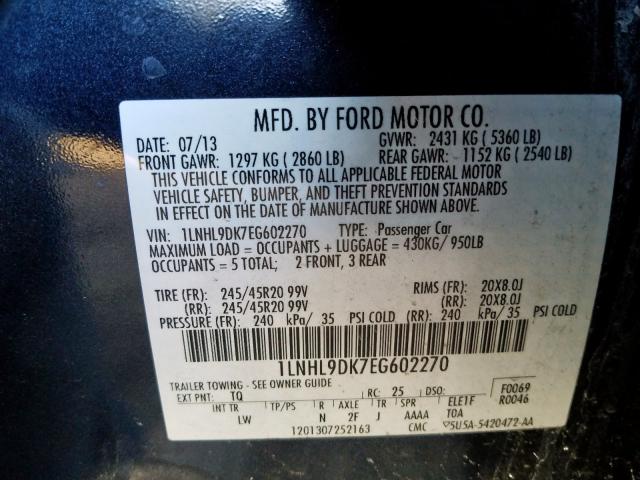 MFD. BY FORD MOTOR CO.
DATE: 07/13 GVWR: 2431 KG ( 5360 LB)
FRONT GAWR: 1297 KG ( 2860 LB) REAR GAWR: 1152 KG ( 2540 LB)
THIS VEHICLE CONFORMS TO ALL APPLICABLE FEDERAL MOTOR
VEHICLE SAFETY, BUMPER, AND THEFT PREVENTION STANDARDS
IN EFFECT ON THE DATE OF MANUFACTURE SHOWN ABOVE.
VIN: 1LNHL9DK7EG602270 TYPE: Passenger Car
MAXIMUM LOAD = OCCUPANTS + LUGGAGE = 430KG/ 950LB
OCCUPANTS = 5 TOTAL; 2 FRONT, 3 REAR
TIRE (FR): 245/45R20 99V RIMS (FR): 20X8.0J
(RR): 245/45R20 99V (RR): 20X8.0J
PRESSURE (FR): 240 kPa/ 35 PSI COLD (RR): 240 kPa/ 35 PSI COLD
1LNHL9DK7EG602270
TRAILER TOWING - SEE OWNER GUIDE
EXT PNT: TQ RC: 25 DSO: F0069
INT TR TP/PS R AXLE TR SPR ELE1F R0046
LW N 2F J AAAA TOA
1201307252163 CMC 5U5A-5420472-AA